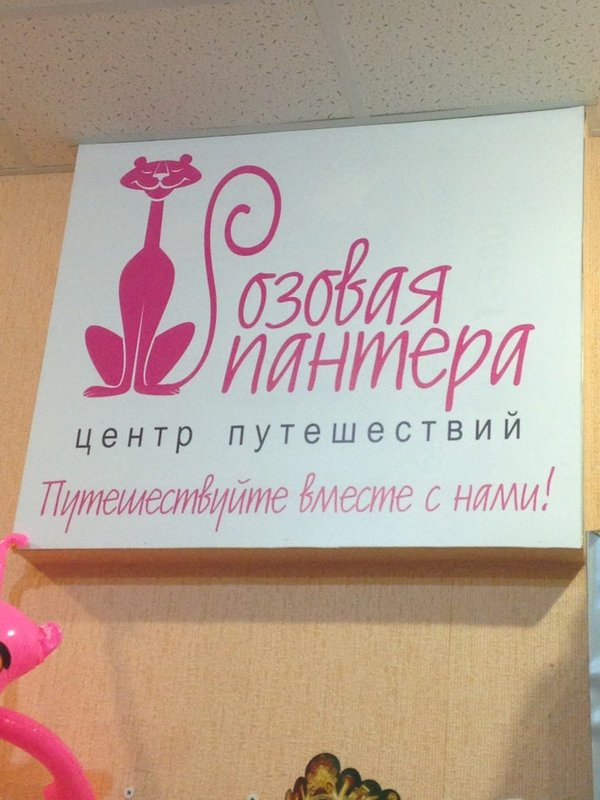 Розовая
пантера
центр путешествий
Путешествуйте вместе с нами!